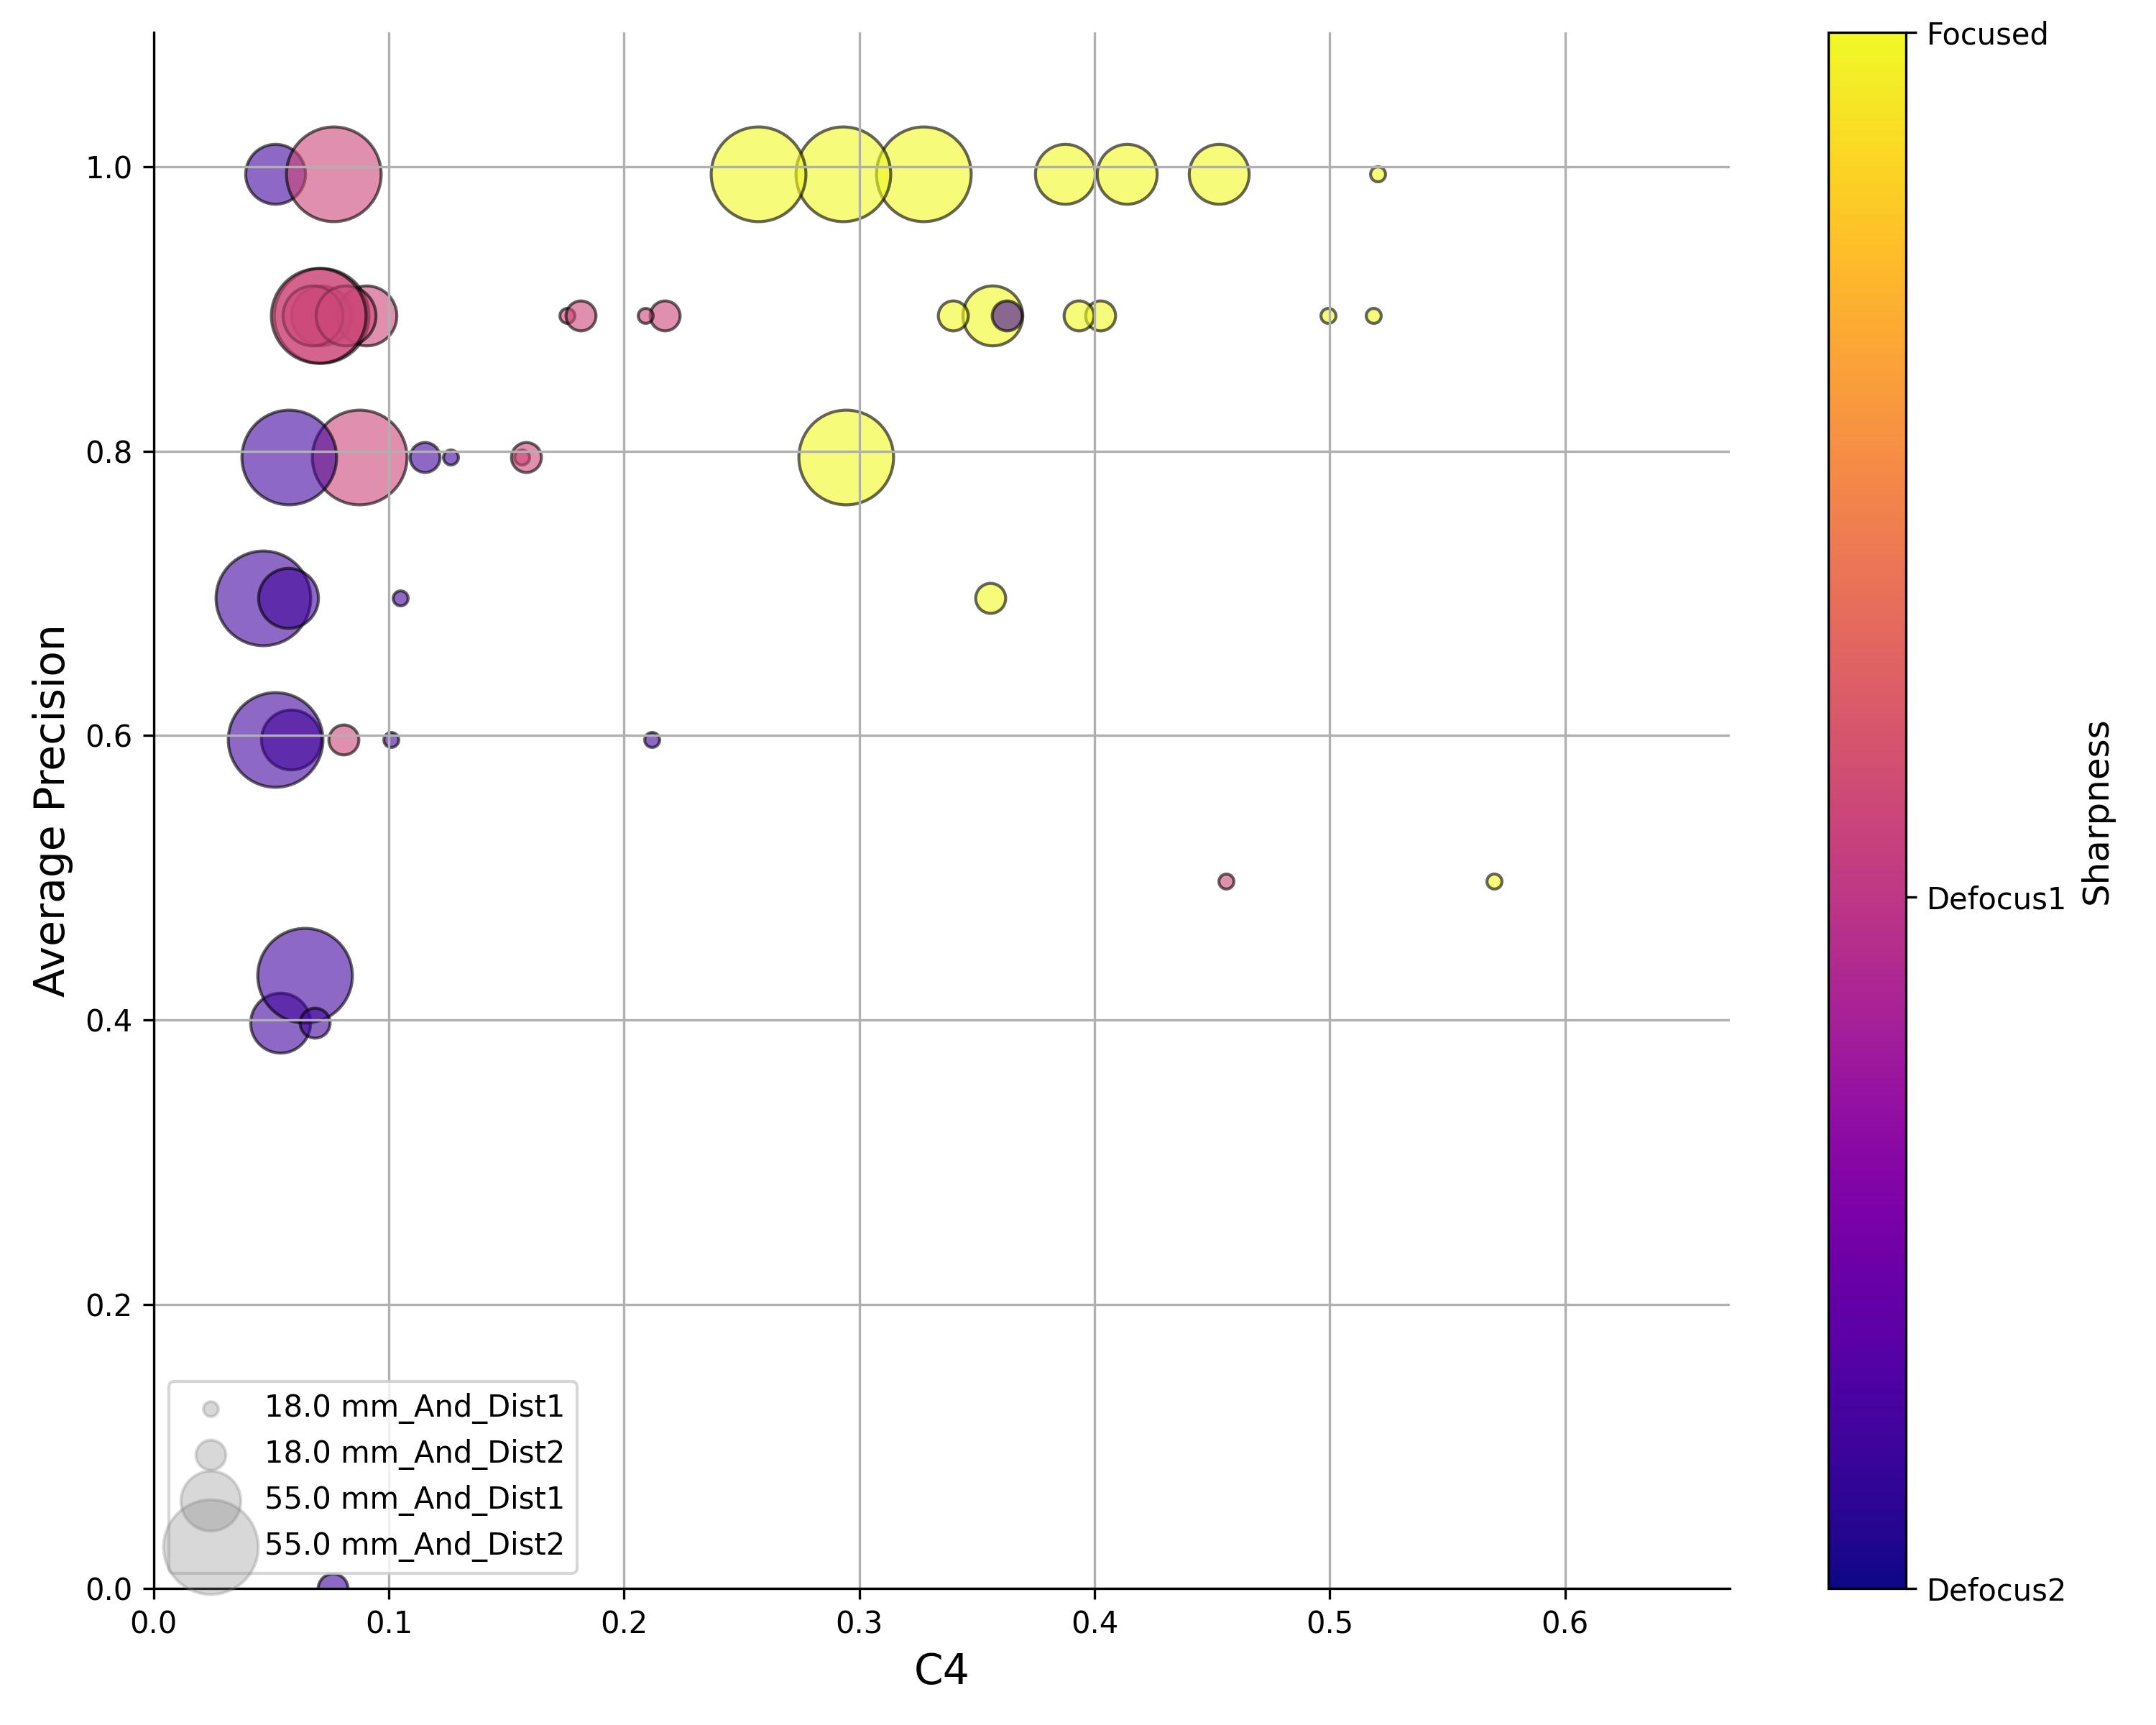 Average Precision
1.0
0.8
0.6
0.4
0.2
0.0
0.0 0.1 0.2 0.3 0.4 0.5 0.6
C4
18.0 mm_And_Dist1
18.0 mm_And_Dist2
55.0 mm_And_Dist1
55.0 mm_And_Dist2
Focused
Defocus1
Defocus2
Sharpness